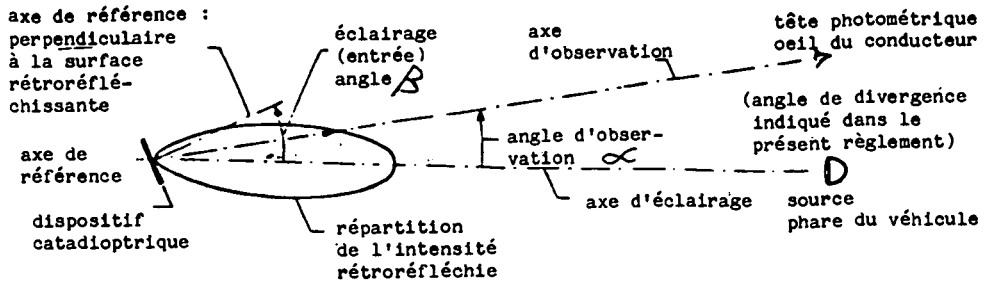 axe de référence :
perpendiculaire
à la surface
rétroréflé-
chissante
éclairage
(entrée)
angle β
axe
d'observation
tête photométrique
oeil du conducteur
(angle de divergence
indiqué dans le
présent règlement)
angle d'obser-
vation α
axe de
référence
D
axe d'éclairage
source
phare du véhicule
dispositif
catadioptrique
répartition
de l'intensité
rétroréfléchie